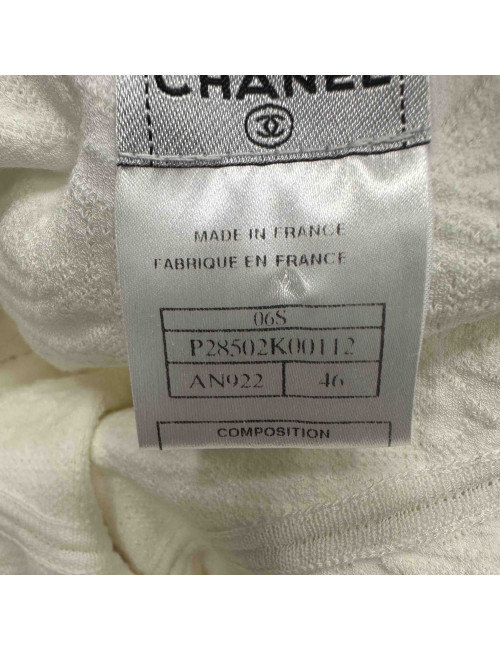 CHANEL
MADE IN FRANCE
FABRIQUE EN FRANCE
06S
P28502K00112
AN922 46
COMPOSITION